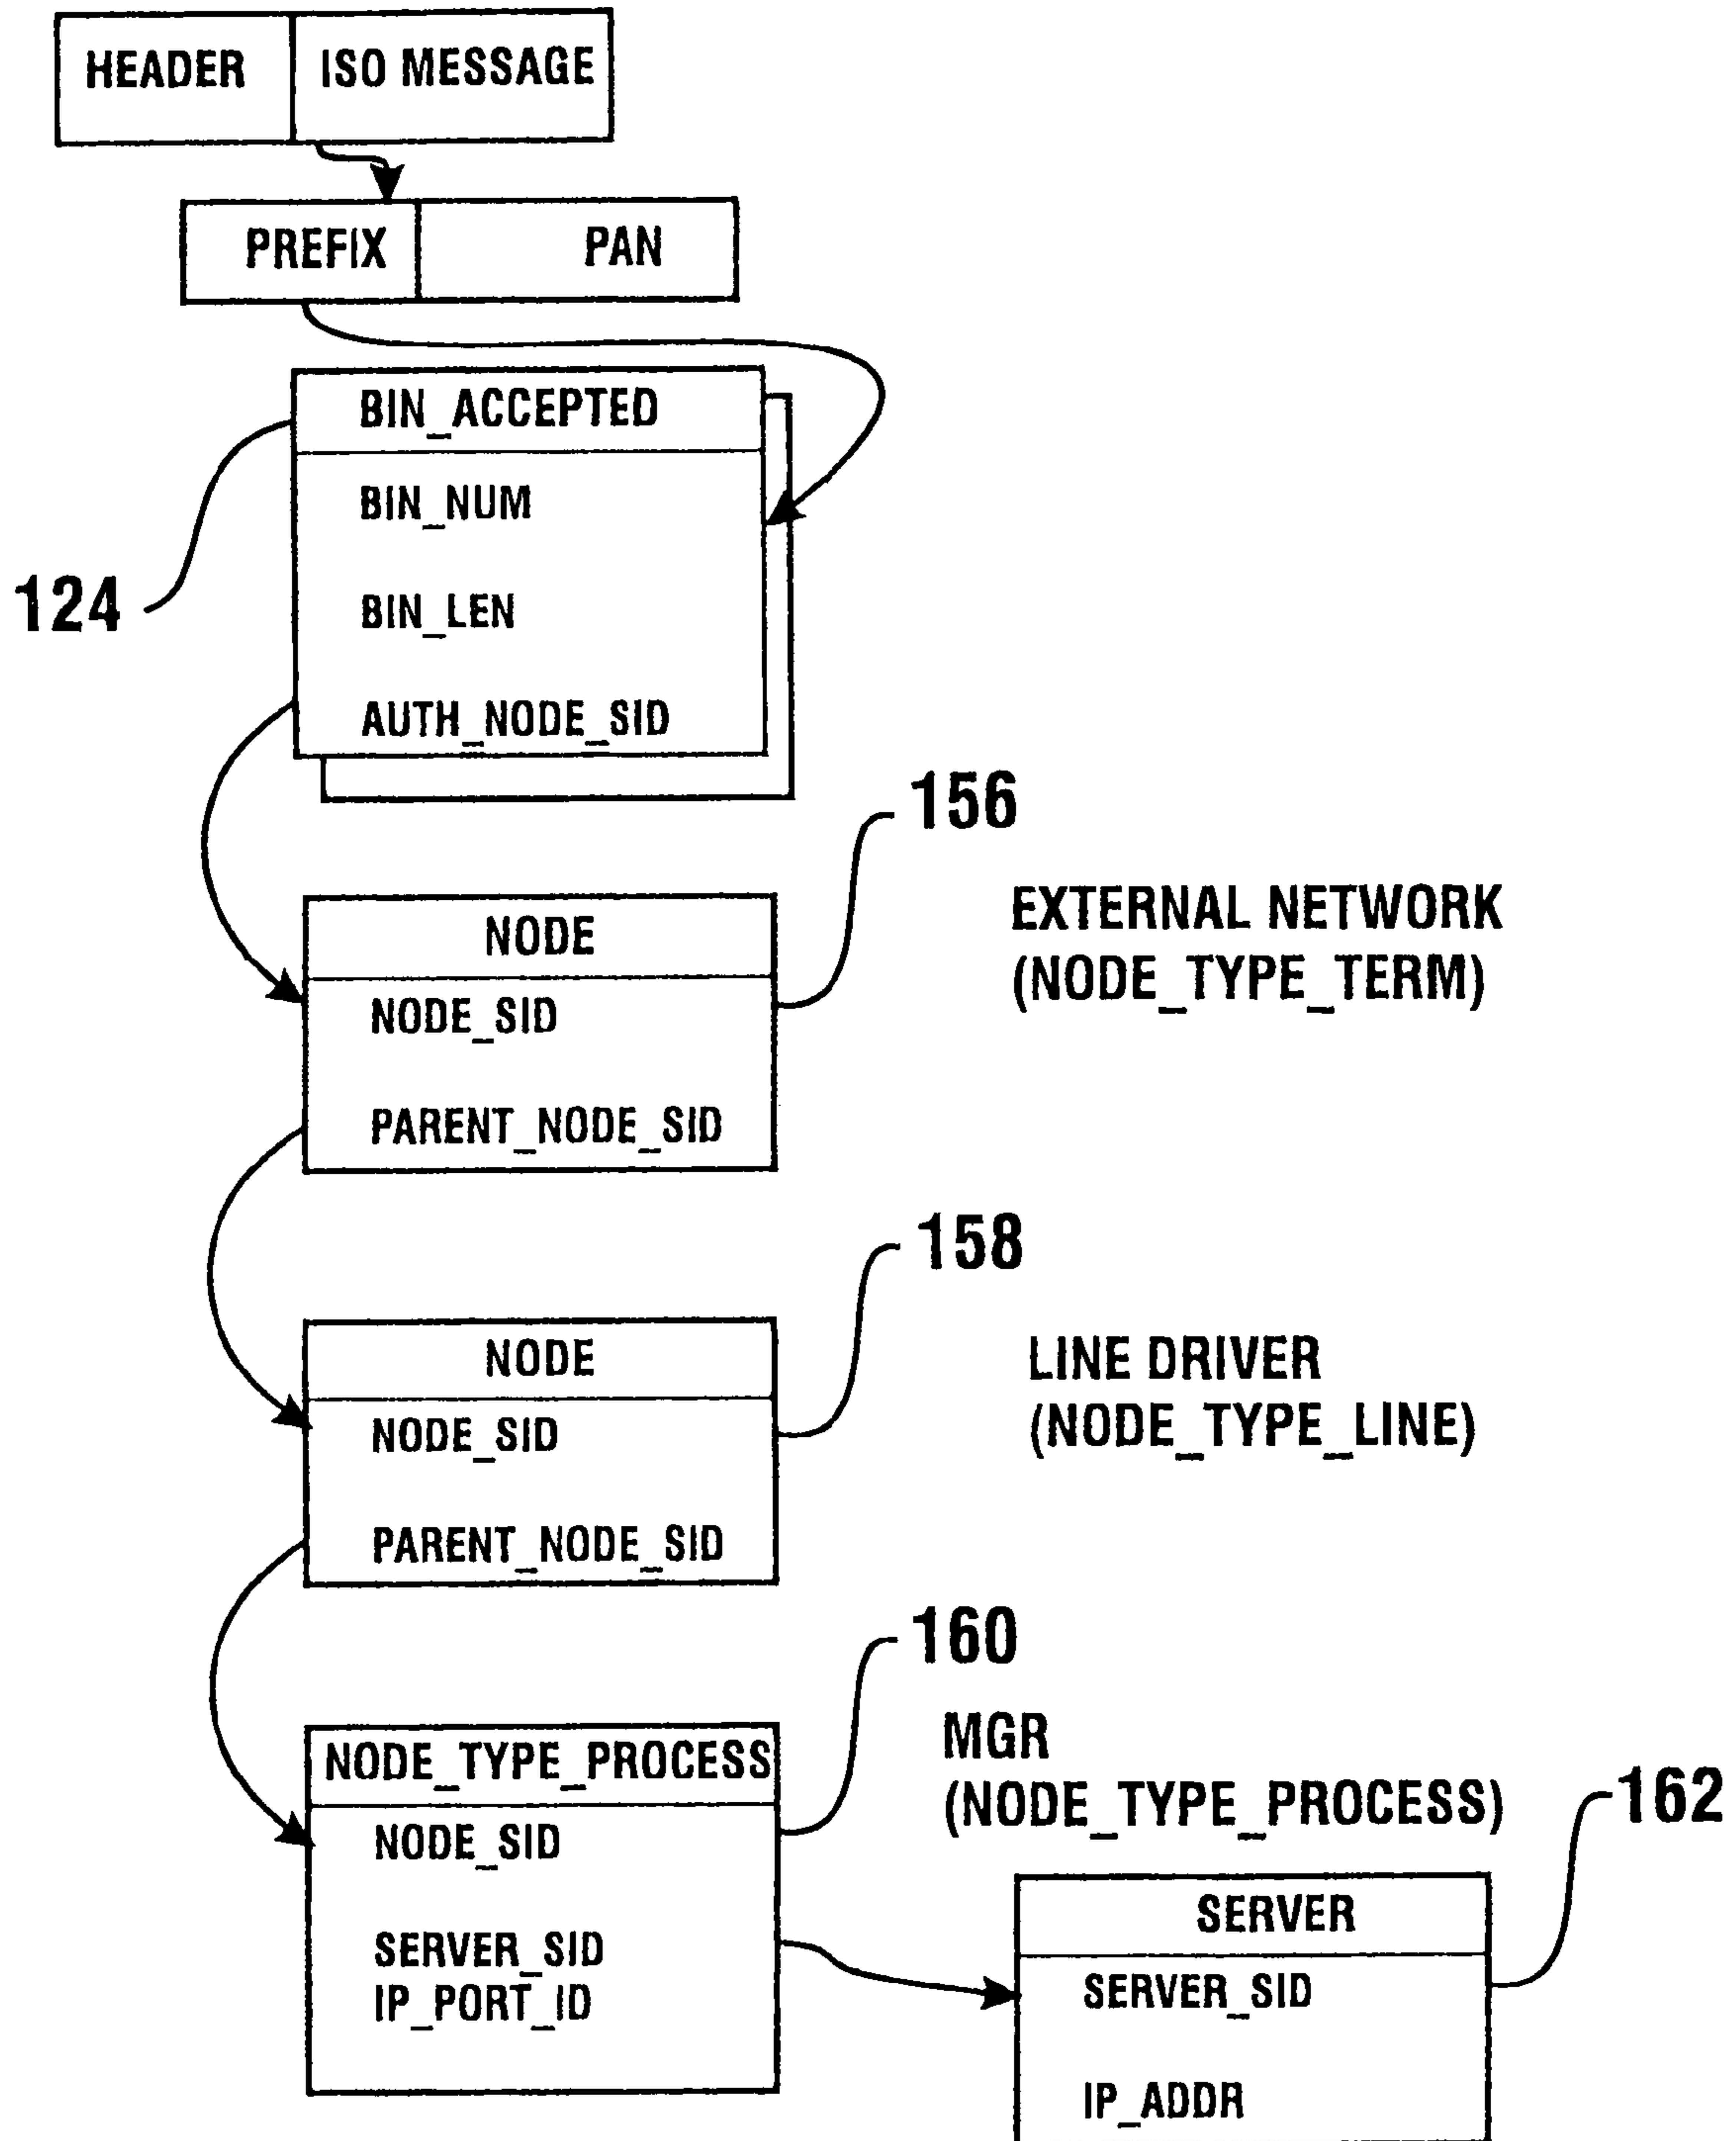 HEADER ISO MESSAGE
PREFIX PAN
BIN_ACCEPTED
BIN_NUM
BIN_LEN
AUTH_NODE_SID
124
156
NODE
NODE_SID
PARENT_NODE_SID
EXTERNAL NETWORK
(NODE_TYPE_TERM)
158
NODE
NODE_SID
PARENT_NODE_SID
LINE DRIVER
(NODE_TYPE_LINE)
160
NODE_TYPE_PROCESS
NODE_SID
SERVER_SID
IP_PORT_ID
MGR
(NODE_TYPE_PROCESS)
162
SERVER
SERVER_SID
IP_ADDR